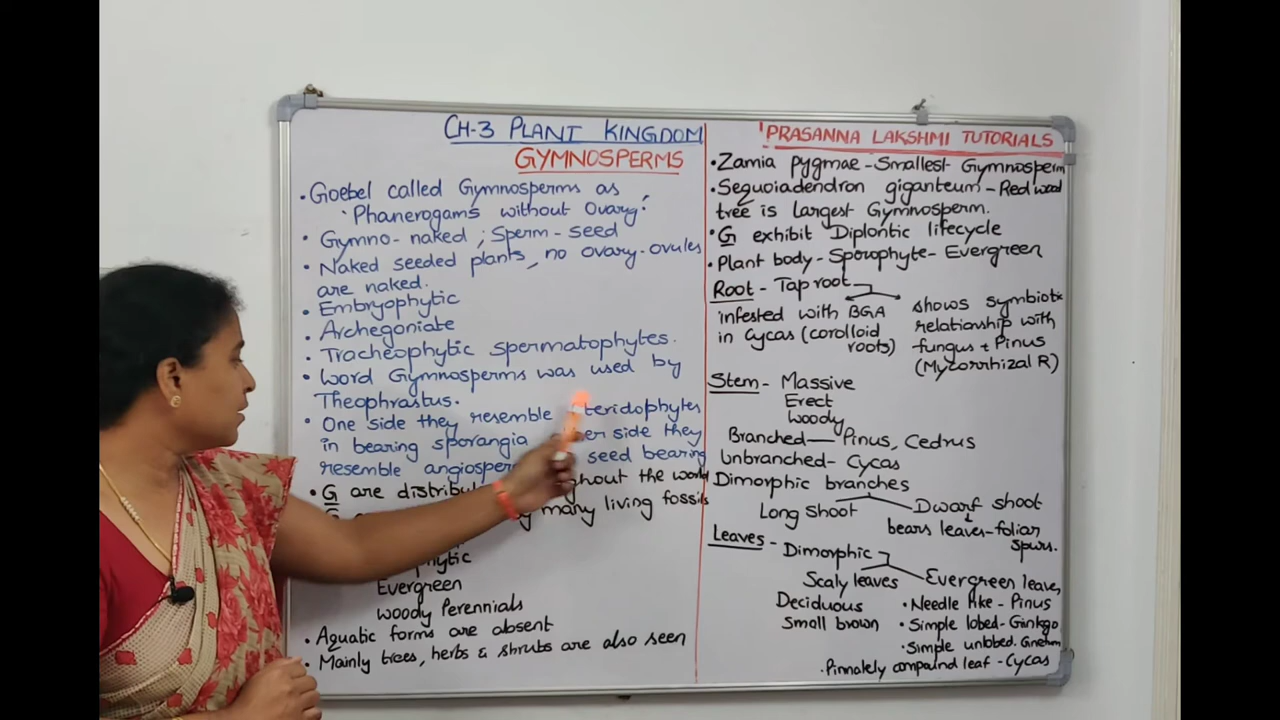 CH-3 PLANT KINGDOM
GYMNOSPERMS
• Goebel called Gymnosperms as
'Phanerogams without Ovary'.
• Gymno-naked ; Sperm-seed
• Naked seeded plants, no ovary-ovules
are naked.
• Embryophytic
• Archegoniate
• Tracheophytic spermatophytes.
• Word Gymnosperms was used by
Theophrastus.
• One side they resemble
in bearing sporangia side they
resemble seed bearing
• G are the world
many living fossils
Evergreen
Woody Perennials
• Aquatic forms are absent
• Mainly trees, herbs & shrubs are also seen
'PRASANNA LAKSHMI TUTORIALS
• Zamia pygmae - Smallest Gymnosperm
• Sequoiadendron giganteum - Red wood
tree is largest Gymnosperm.
• G exhibit Diplontic lifecycle
• Plant body - Sporophyte - Evergreen
Root - Tap root
infested with BGA
in Cycas (corolloid
roots)
shows symbiotic
relationship with
fungus + Pinus
(Mycorrhizal R)
Stem - Massive
Erect
Woody
Branched - Pinus, Cedrus
Unbranched - Cycas
Dimorphic branches
Long Shoot
Dwarf shoot
bears leaves-foliar
spurs.
Leaves - Dimorphic
Scaly leaves
Deciduous
Small brown
Evergreen leaves
• Needle like - Pinus
• Simple lobed - Ginkgo
• Simple unlobed. Gnetum
• Pinnately compound leaf - Cycas